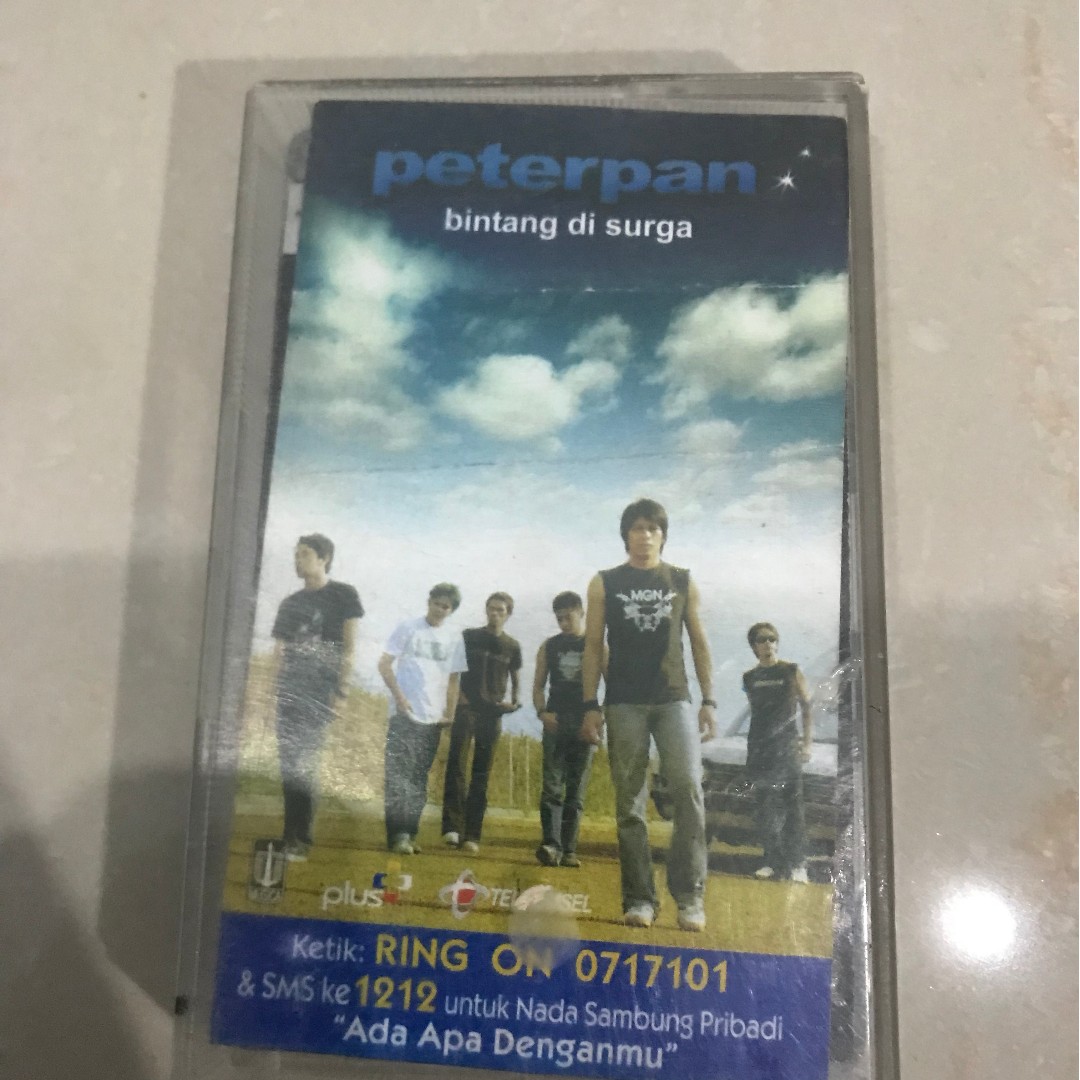 peterpan
bintang di surga
MGN
plus
TELKOMSEL
Ketik: RING ON 0717101
& SMS ke 1212 untuk Nada Sambung Pribadi
"Ada Apa Denganmu"